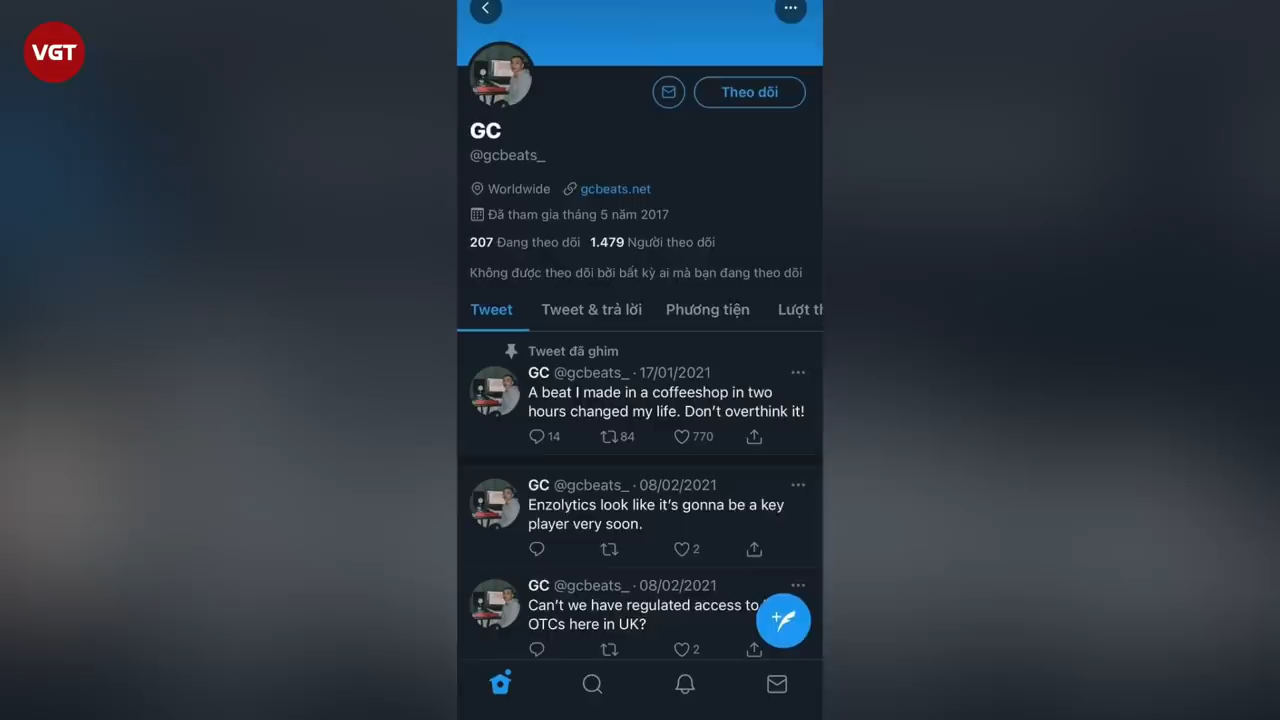 VGT
Theo dõi
GC
@gcbeats_
Worldwide gcbeats.net
Đã tham gia tháng 5 năm 2017
207 Đang theo dõi 1.479 Người theo dõi
Không được theo dõi bởi bất kỳ ai mà bạn đang theo dõi
Tweet Tweet & trả lời Phương tiện Lượt
Tweet đã ghim
GC @gcbeats_ · 17/01/2021
A beat I made in a coffeeshop in two
hours changed my life. Don't overthink it!
14 84 770
GC @gcbeats_ · 08/02/2021
Enzolytics look like it's gonna be a key
player very soon.
2
GC @gcbeats_ · 08/02/2021
Can't we have regulated access to
OTCs here in UK?
2